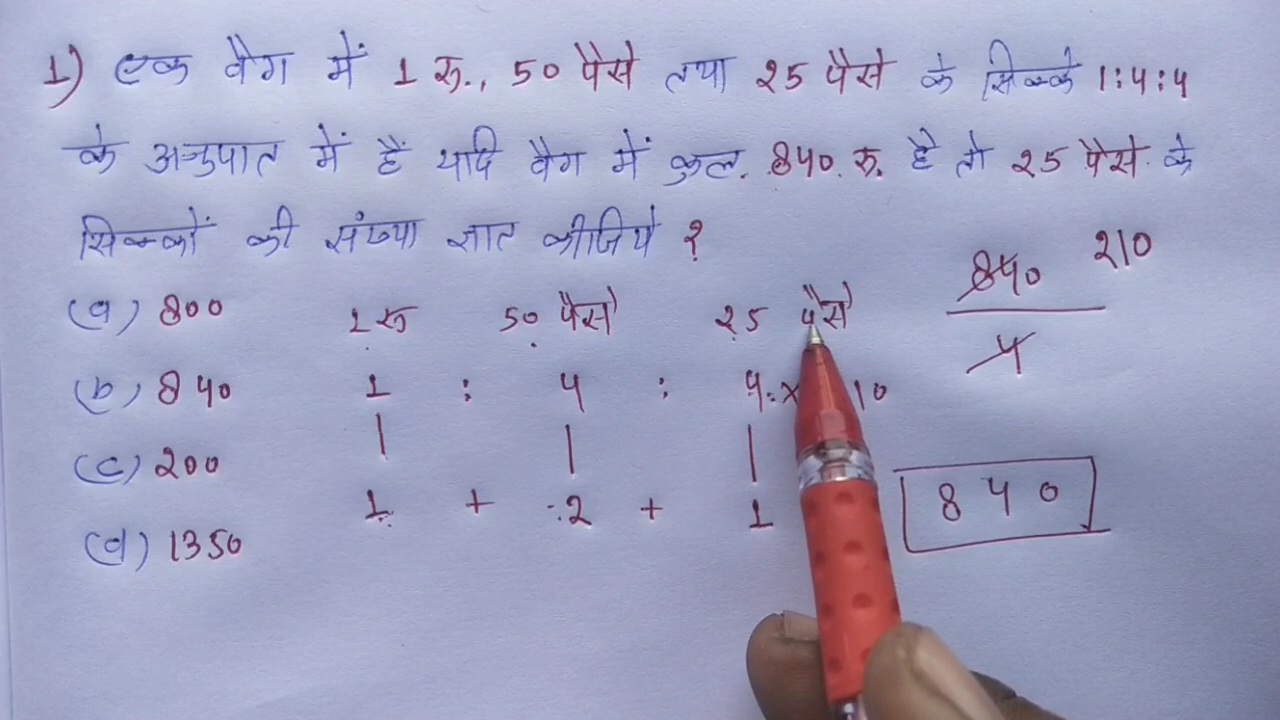 1) एक बैग में 1 रु., 50 पैसे तथा 25 पैसे के सिक्के 1:4:4
के अनुपात में हैं यदि बैग में कुल 840 रु. है तो 25 पैसे के
सिक्कों की संख्या ज्ञात कीजिये ?
(a) 800
(b) 840
(c) 200
(d) 1350
1 रु 50 पैसे 25 पैसे
1 : 4 : 4 × 10
1 + 2 + 1
840 210
4
840